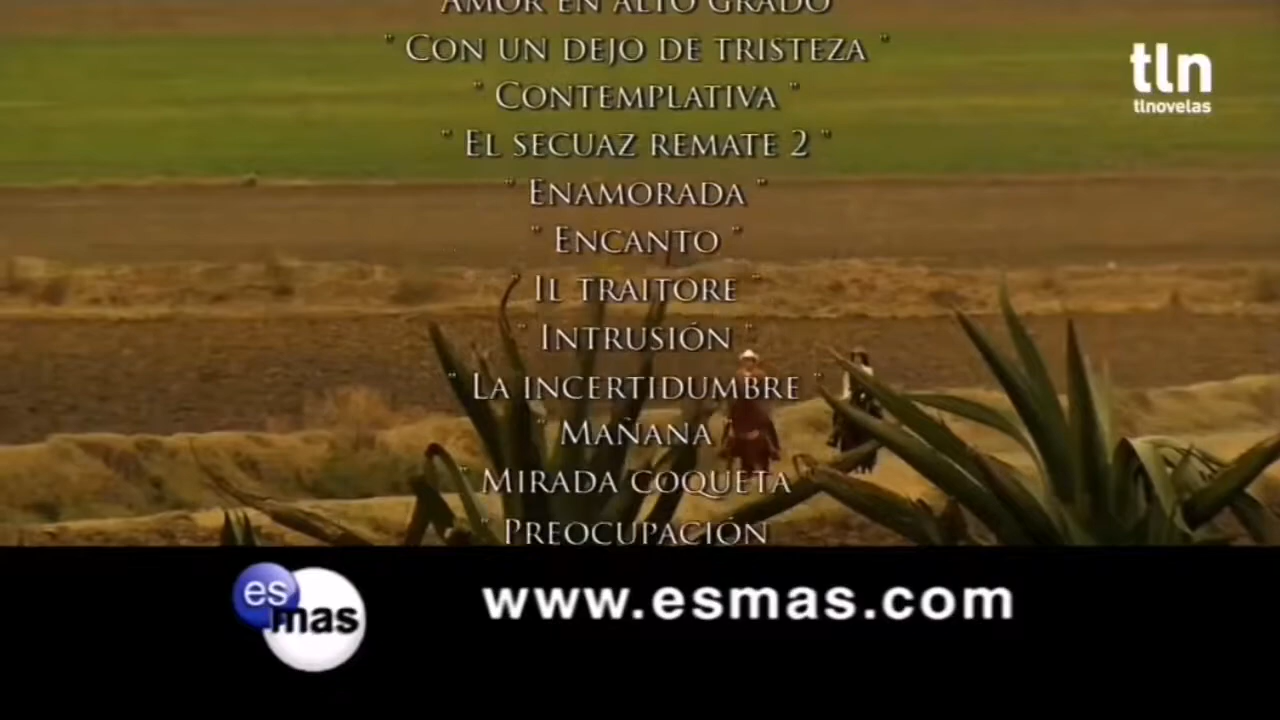 AMOR EN ALTO GRADO
" CON UN DEJO DE TRISTEZA "
" CONTEMPLATIVA "
" EL SECUAZ REMATE 2 "
" ENAMORADA "
" ENCANTO "
" IL TRAITORE "
" INTRUSIÓN "
" LA INCERTIDUMBRE "
" MAÑANA "
" MIRADA COQUETA "
" PREOCUPACIÓN "
tln
tlnovelas
es
mas
www.esmas.com